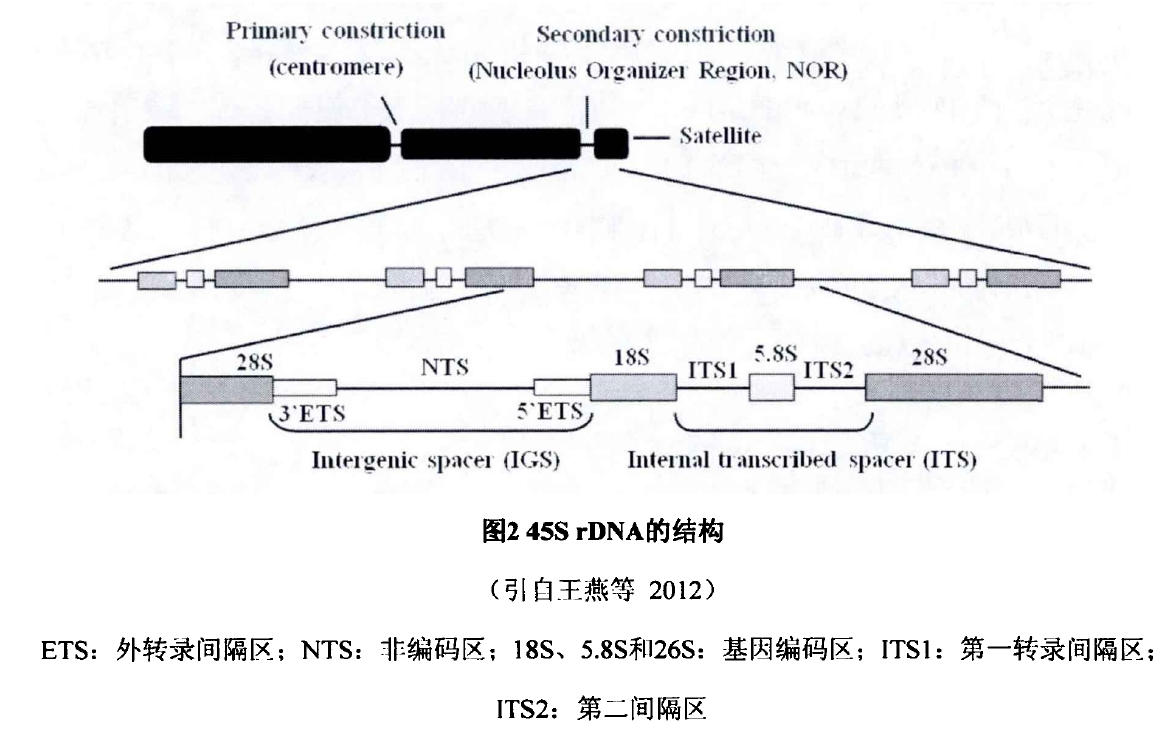 Primary constriction
(centromere)
Secondary constriction
(Nucleolus Organizer Region, NOR)
Satellite
28S
NTS
18S
ITS1
5.8S
ITS2
28S
3`ETS
5`ETS
Intergenic spacer (IGS)
Internal transcribed spacer (ITS)
图2 45S rDNA的结构
（引自王燕等 2012）
ETS：外转录间隔区；NTS：非编码区；18S、5.8S和26S：基因编码区；ITS1：第一转录间隔区；
ITS2：第二间隔区